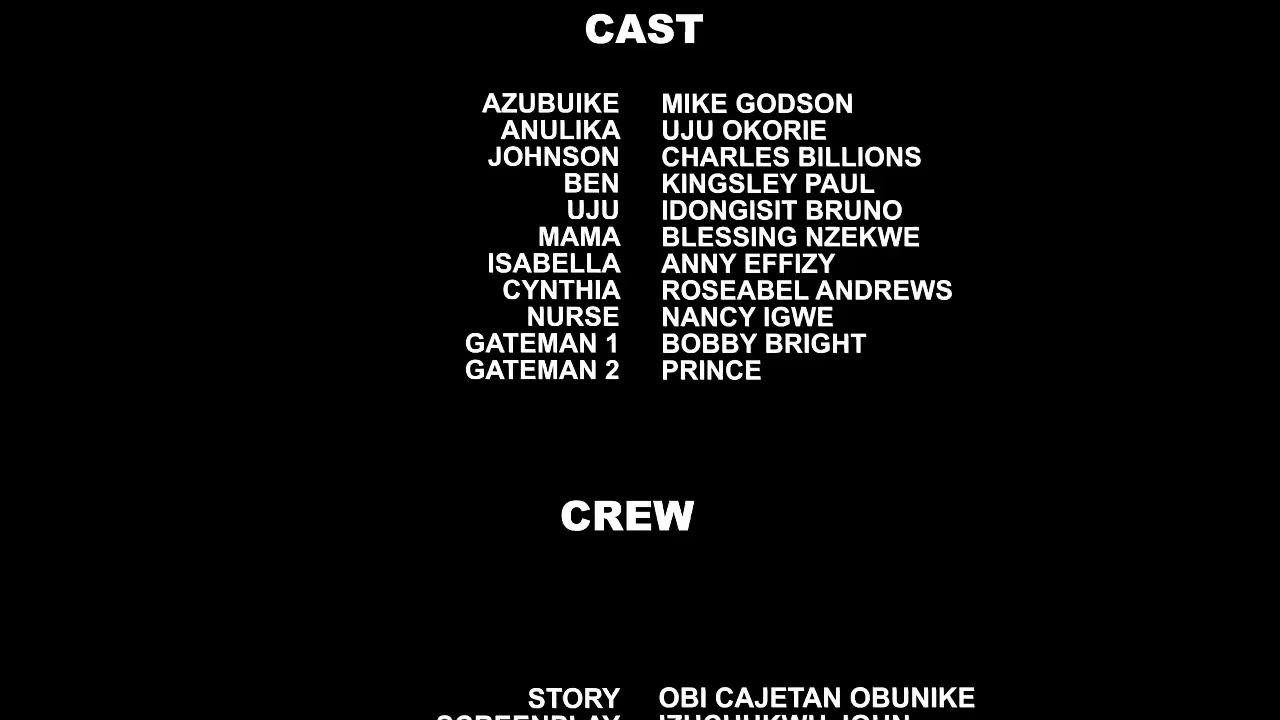 CAST
AZUBUIKE MIKE GODSON
ANULIKA UJU OKORIE
JOHNSON CHARLES BILLIONS
BEN KINGSLEY PAUL
UJU IDONGISIT BRUNO
MAMA BLESSING NZEKWE
ISABELLA ANNY EFFIZY
CYNTHIA ROSEABEL ANDREWS
NURSE NANCY IGWE
GATEMAN 1 BOBBY BRIGHT
GATEMAN 2 PRINCE
CREW
STORY OBI CAJETAN OBUNIKE
SCREENPLAY JOHN